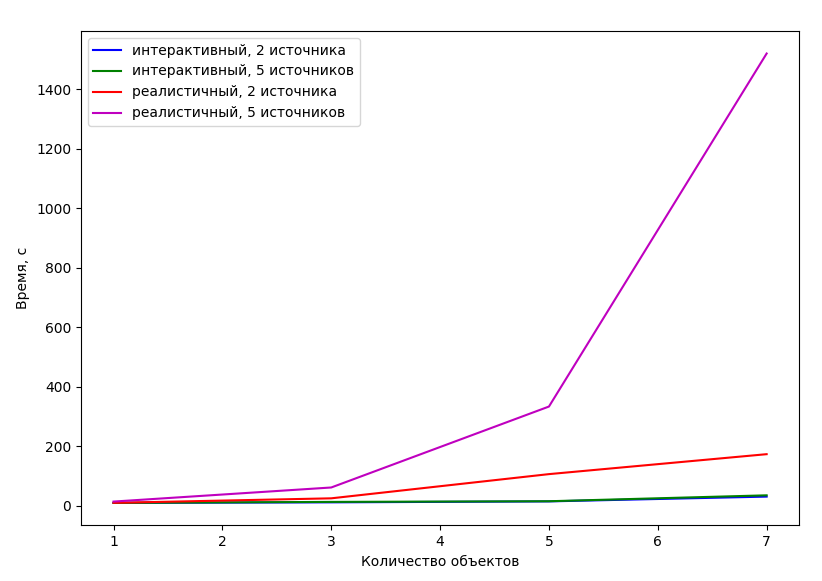 интерактивный, 2 источника
интерактивный, 5 источников
реалистичный, 2 источника
реалистичный, 5 источников
1400
1200
1000
800
600
400
200
0
Время, с
1 2 3 4 5 6 7
Количество объектов